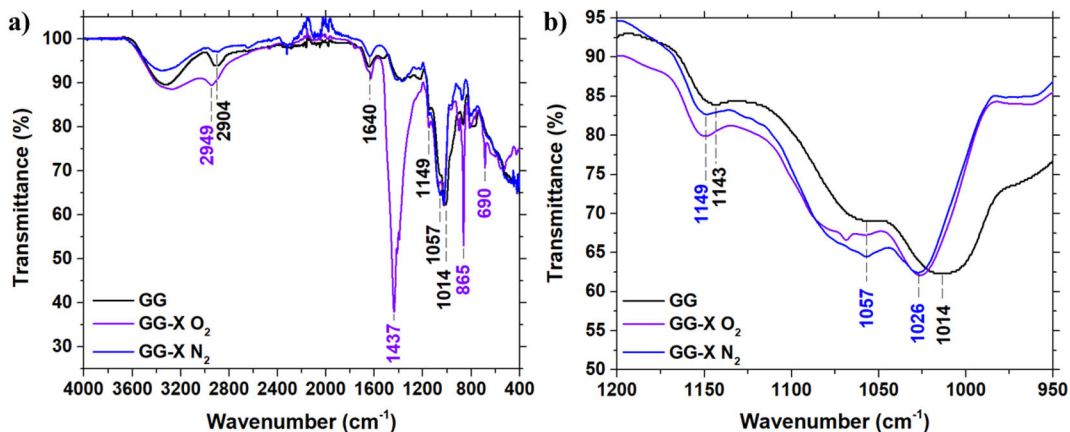 a)
Transmittance (%)
100
90
80
70
60
50
40
30
2949
2904
1640
1149
1057
1014
865
690
1437
GG
GG-X O₂
GG-X N₂
4000 3600 3200 2800 2400 2000 1600 1200 800 400
Wavenumber (cm⁻¹)
b)
Transmittance (%)
95
90
85
80
75
70
65
60
55
50
1149
1143
1057
1026
1014
GG
GG-X O₂
GG-X N₂
1200 1150 1100 1050 1000 950
Wavenumber (cm⁻¹)